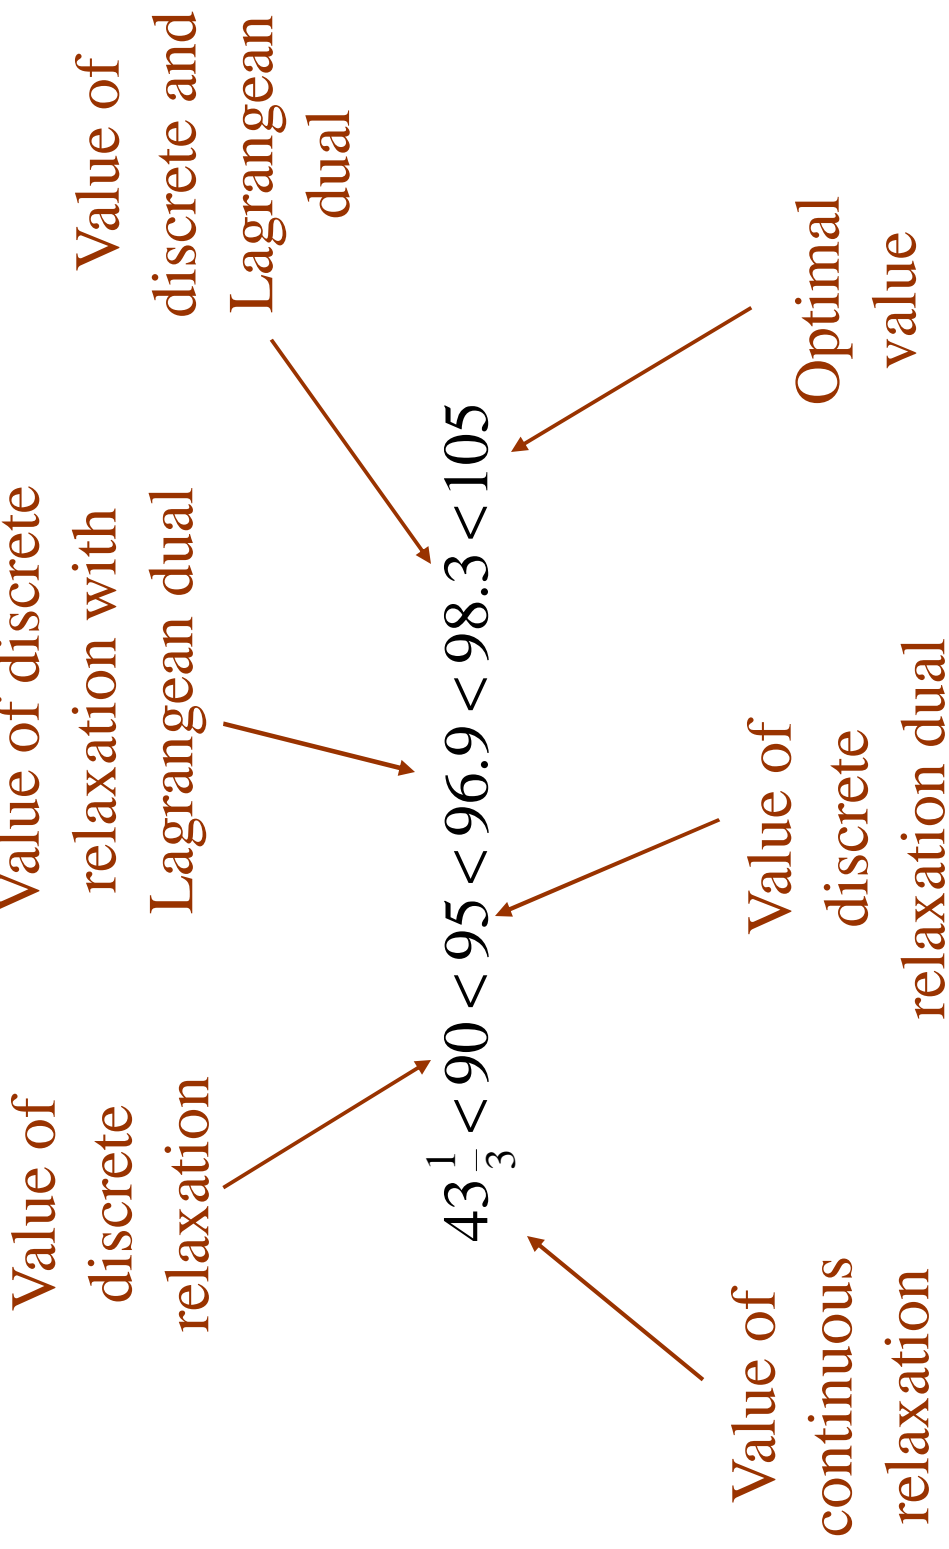 Value of
discrete
relaxation
Value of discrete
relaxation with
Lagrangean dual
Value of
discrete and
Lagrangean
dual
43 1/3 < 90 < 95 < 96.9 < 98.3 < 105
Value of
continuous
relaxation
Value of
discrete
relaxation dual
Optimal
value